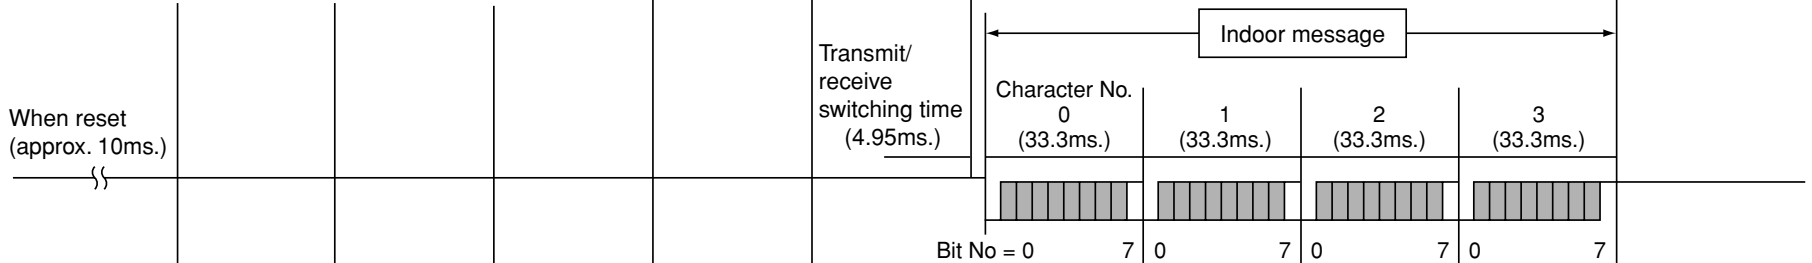 When reset
(approx. 10ms.)
Transmit/
receive
switching time
(4.95ms.)
Indoor message
Character No.
0 1 2 3
(33.3ms.) (33.3ms.) (33.3ms.) (33.3ms.)
Bit No = 0 7 0 7 0 7 0 7